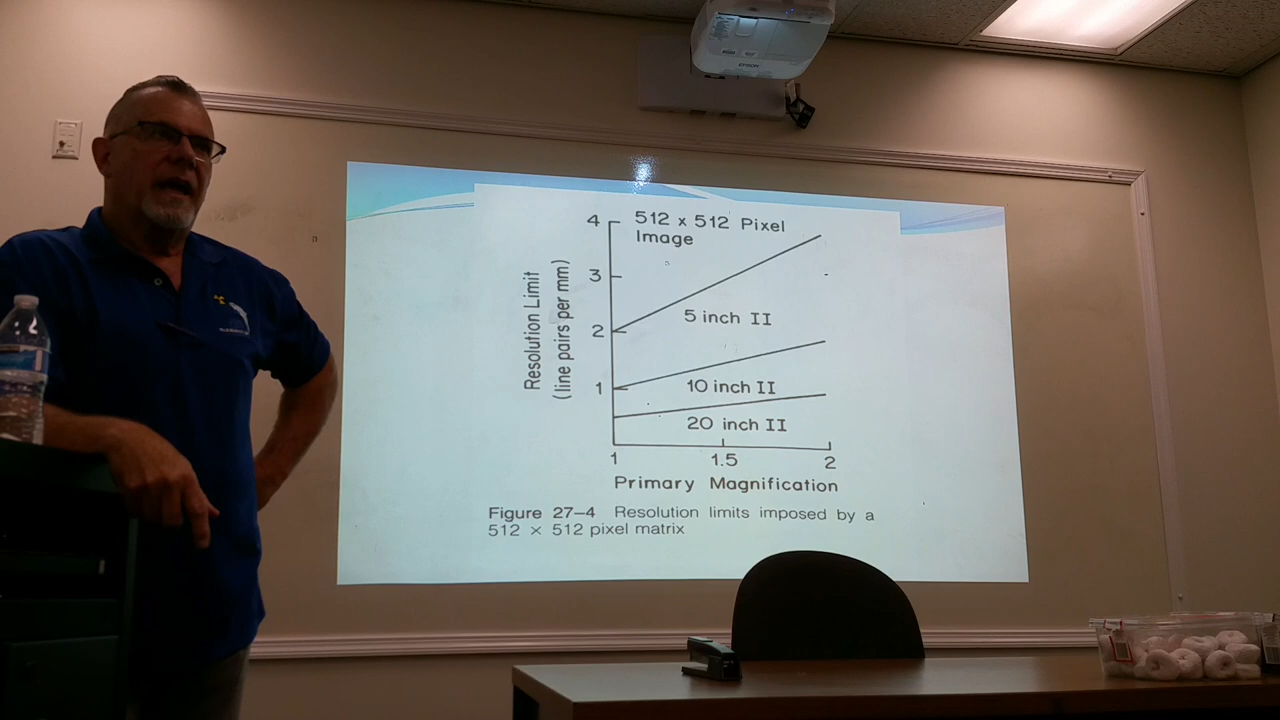 EPSON
4
512 x 512 Pixel
Image
3
Resolution Limit
(line pairs per mm)
5 inch II
2
1
10 inch II
20 inch II
1
1.5
2
Primary Magnification
Figure 27–4 Resolution limits imposed by a
512 × 512 pixel matrix